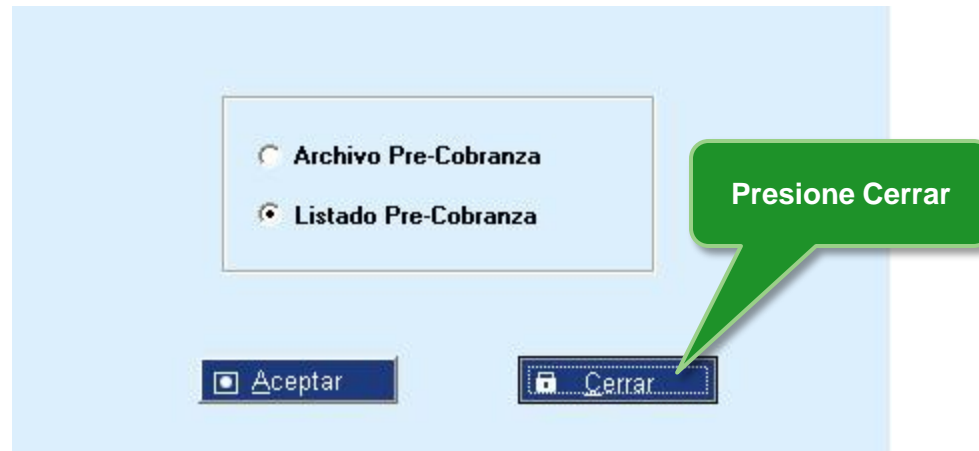 Archivo Pre-Cobranza
Listado Pre-Cobranza
Presione Cerrar
Aceptar
Cerrar